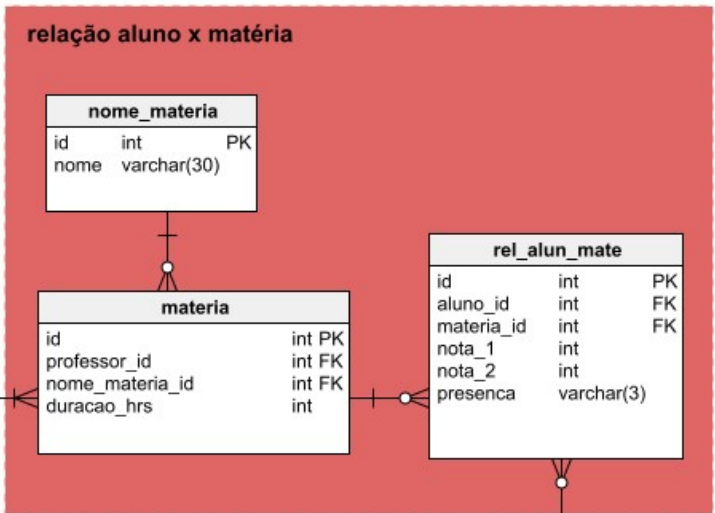 relação aluno x matéria
nome_materia
id int PK
nome varchar(30)
materia
id int PK
professor_id int FK
nome_materia_id int FK
duracao_hrs int
rel_alun_mate
id int PK
aluno_id int FK
materia_id int FK
nota_1 int
nota_2 int
presenca varchar(3)